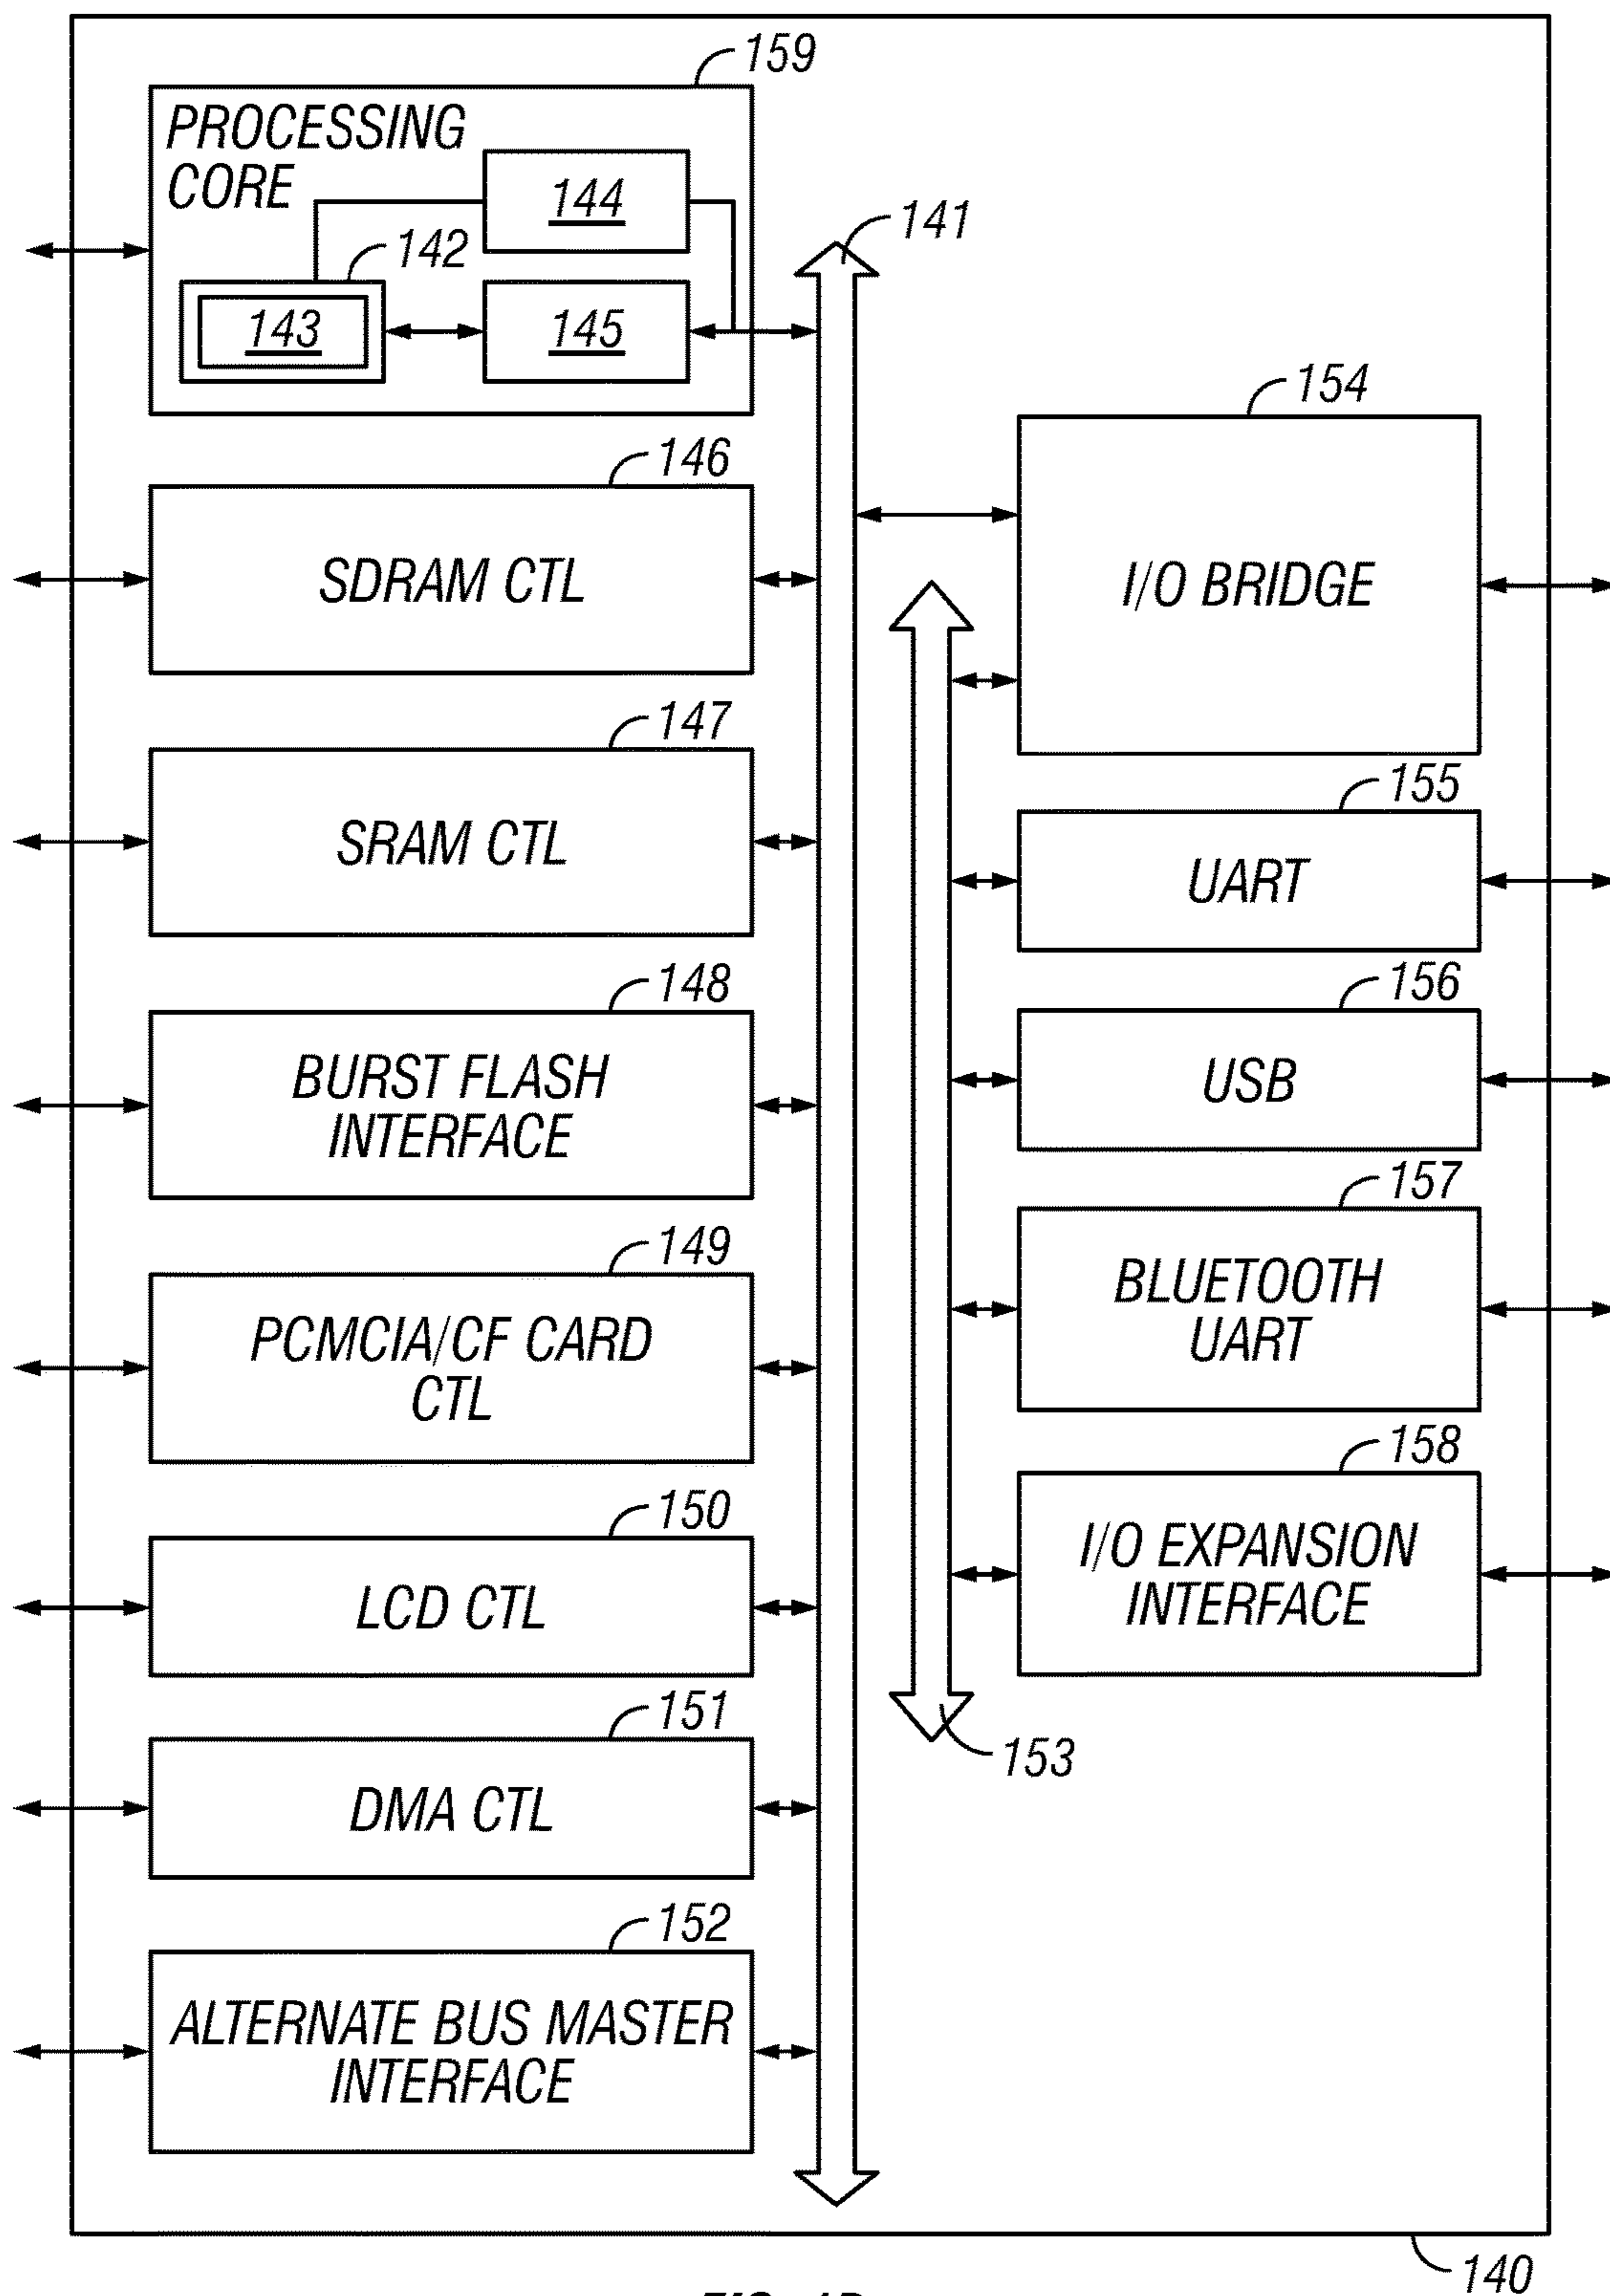 159
PROCESSING
CORE
144
141
142
143
145
154
146
SDRAM CTL
I/O BRIDGE
147
SRAM CTL
155
UART
148
BURST FLASH
INTERFACE
156
USB
157
BLUETOOTH
UART
149
PCMCIA/CF CARD
CTL
158
I/O EXPANSION
INTERFACE
150
LCD CTL
151
DMA CTL
153
152
ALTERNATE BUS MASTER
INTERFACE
140